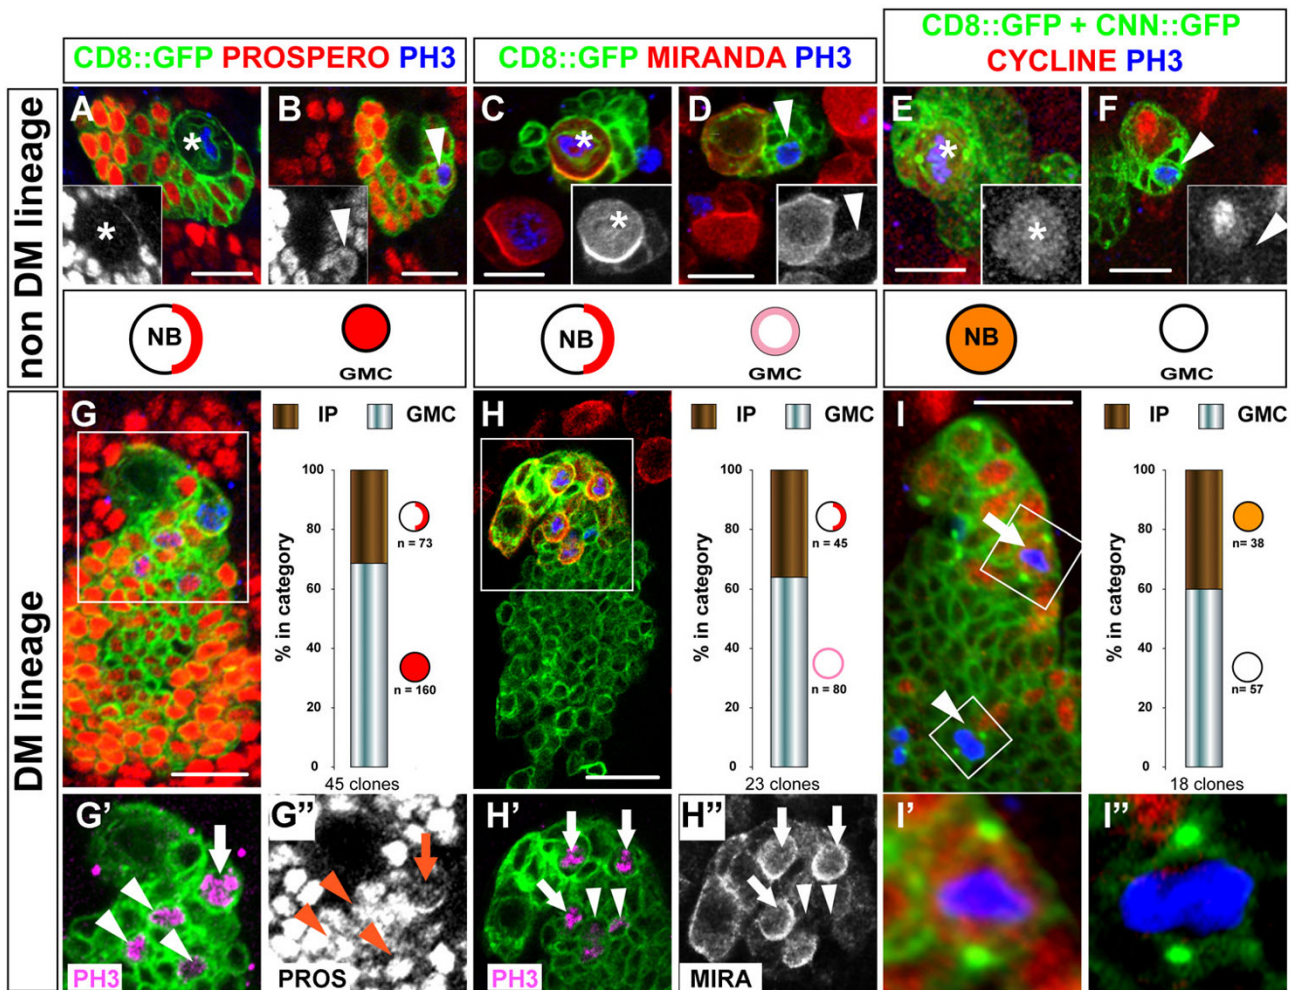 CD8::GFP PROSPERO PH3
CD8::GFP MIRANDA PH3
CD8::GFP + CNN::GFP
CYCLINE PH3
non DM lineage
A
*
*
B
C
*
*
D
E
*
*
F
NB
GMC
NB
GMC
NB
GMC
DM lineage
G
IP
GMC
% in category
100
80
60
40
20
0
n = 73
n = 160
45 clones
H
IP
GMC
% in category
100
80
60
40
20
0
n = 45
n = 80
23 clones
I
IP
GMC
% in category
100
80
60
40
20
0
n= 38
n= 57
18 clones
G'
PH3
G''
PROS
H'
PH3
H''
MIRA
I'
I''